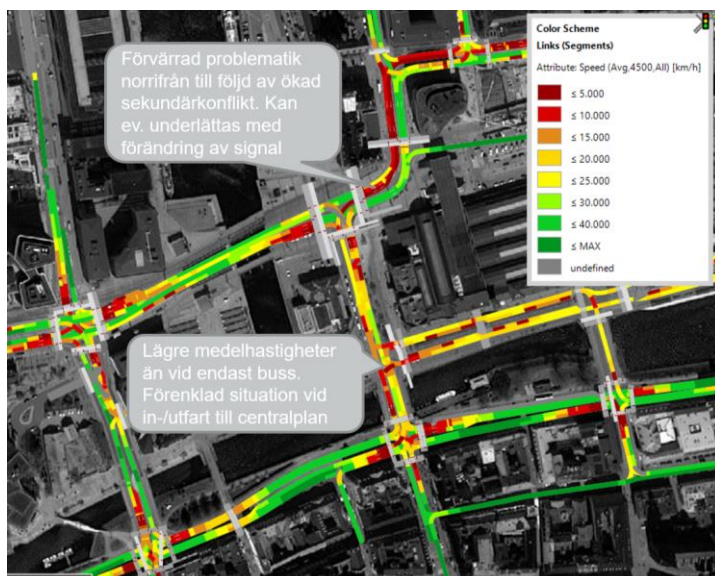 Förvärrad problematik
norrifrån till följd av ökad
sekundärkonflikt. Kan
ev. underlättas med
förändring av signal
Lägre medelhastigheter
än vid endast buss.
Förenklad situation vid
in-/utfart till centralplan
Color Scheme
Links (Segments)
Attribute: Speed (Avg,4500,All) [km/h]
≤ 5.000
≤ 10.000
≤ 15.000
≤ 20.000
≤ 25.000
≤ 30.000
≤ 40.000
≤ MAX
undefined